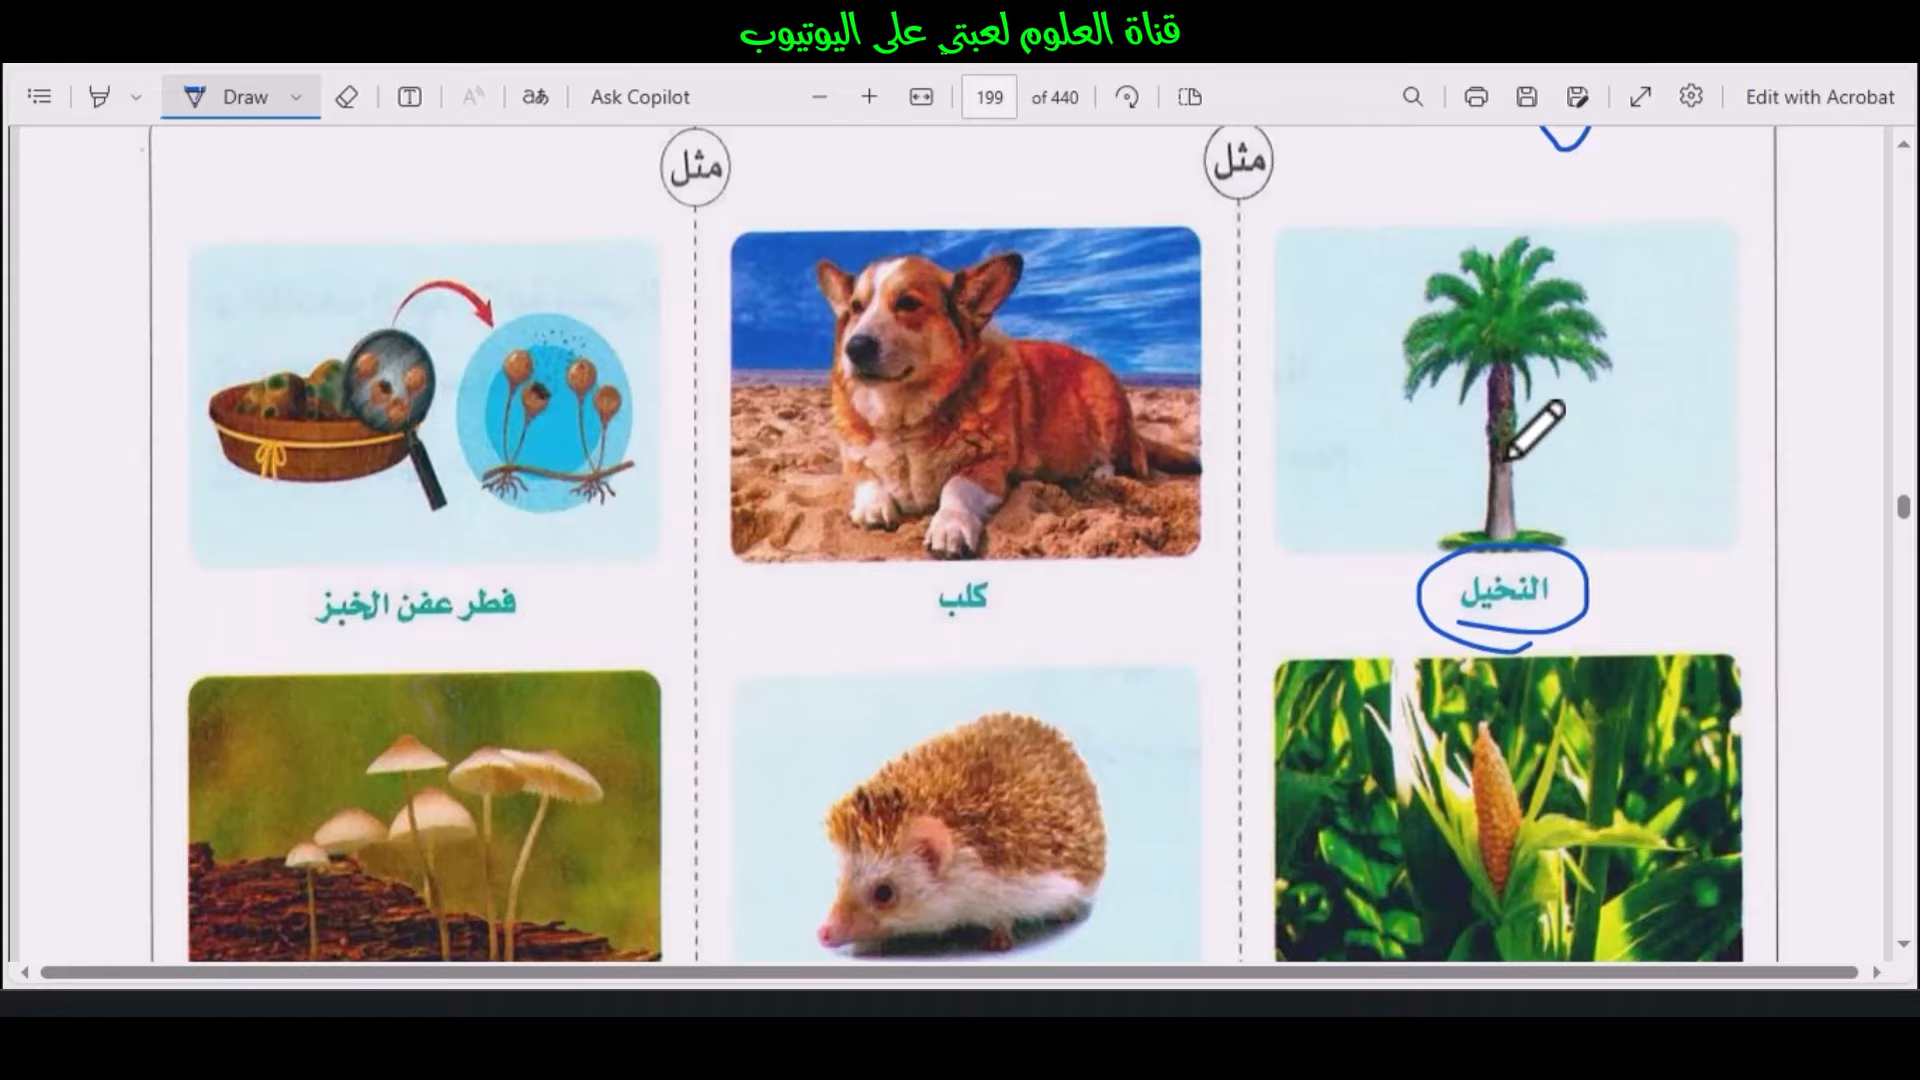 قناة العلوم لعبتي على اليوتيوب
Draw
Ask Copilot
199 of 440
Edit with Acrobat
مثل
مثل
النخيل
كلب
فطر عفن الخبز